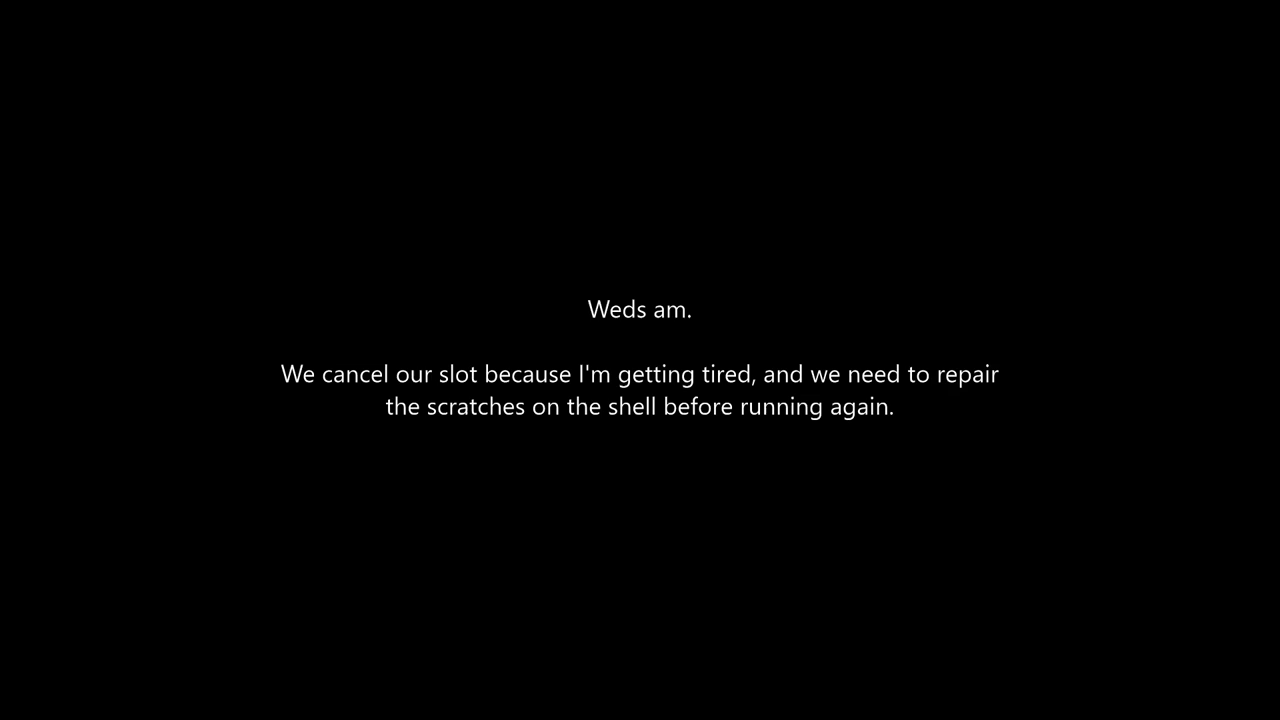 Weds am.
We cancel our slot because I'm getting tired, and we need to repair
the scratches on the shell before running again.